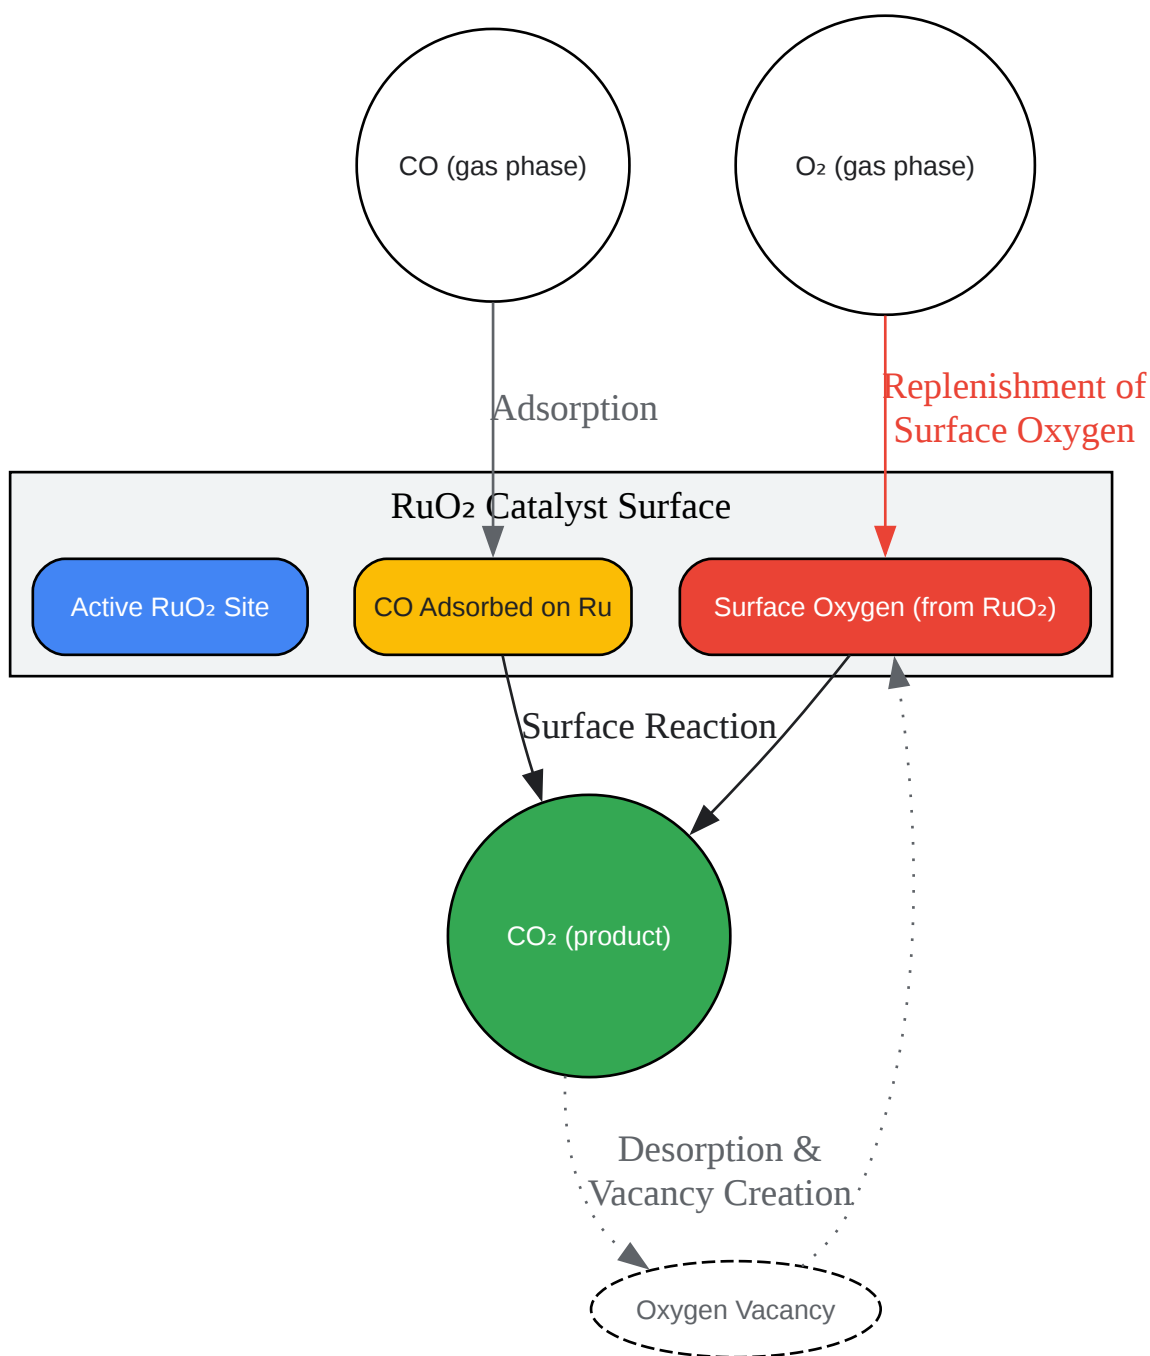 CO (gas phase)
O₂ (gas phase)
Adsorption
Replenishment of
Surface Oxygen
RuO₂ Catalyst Surface
Active RuO₂ Site
CO Adsorbed on Ru
Surface Oxygen (from RuO₂)
Surface Reaction
CO₂ (product)
Desorption &
Vacancy Creation
Oxygen Vacancy